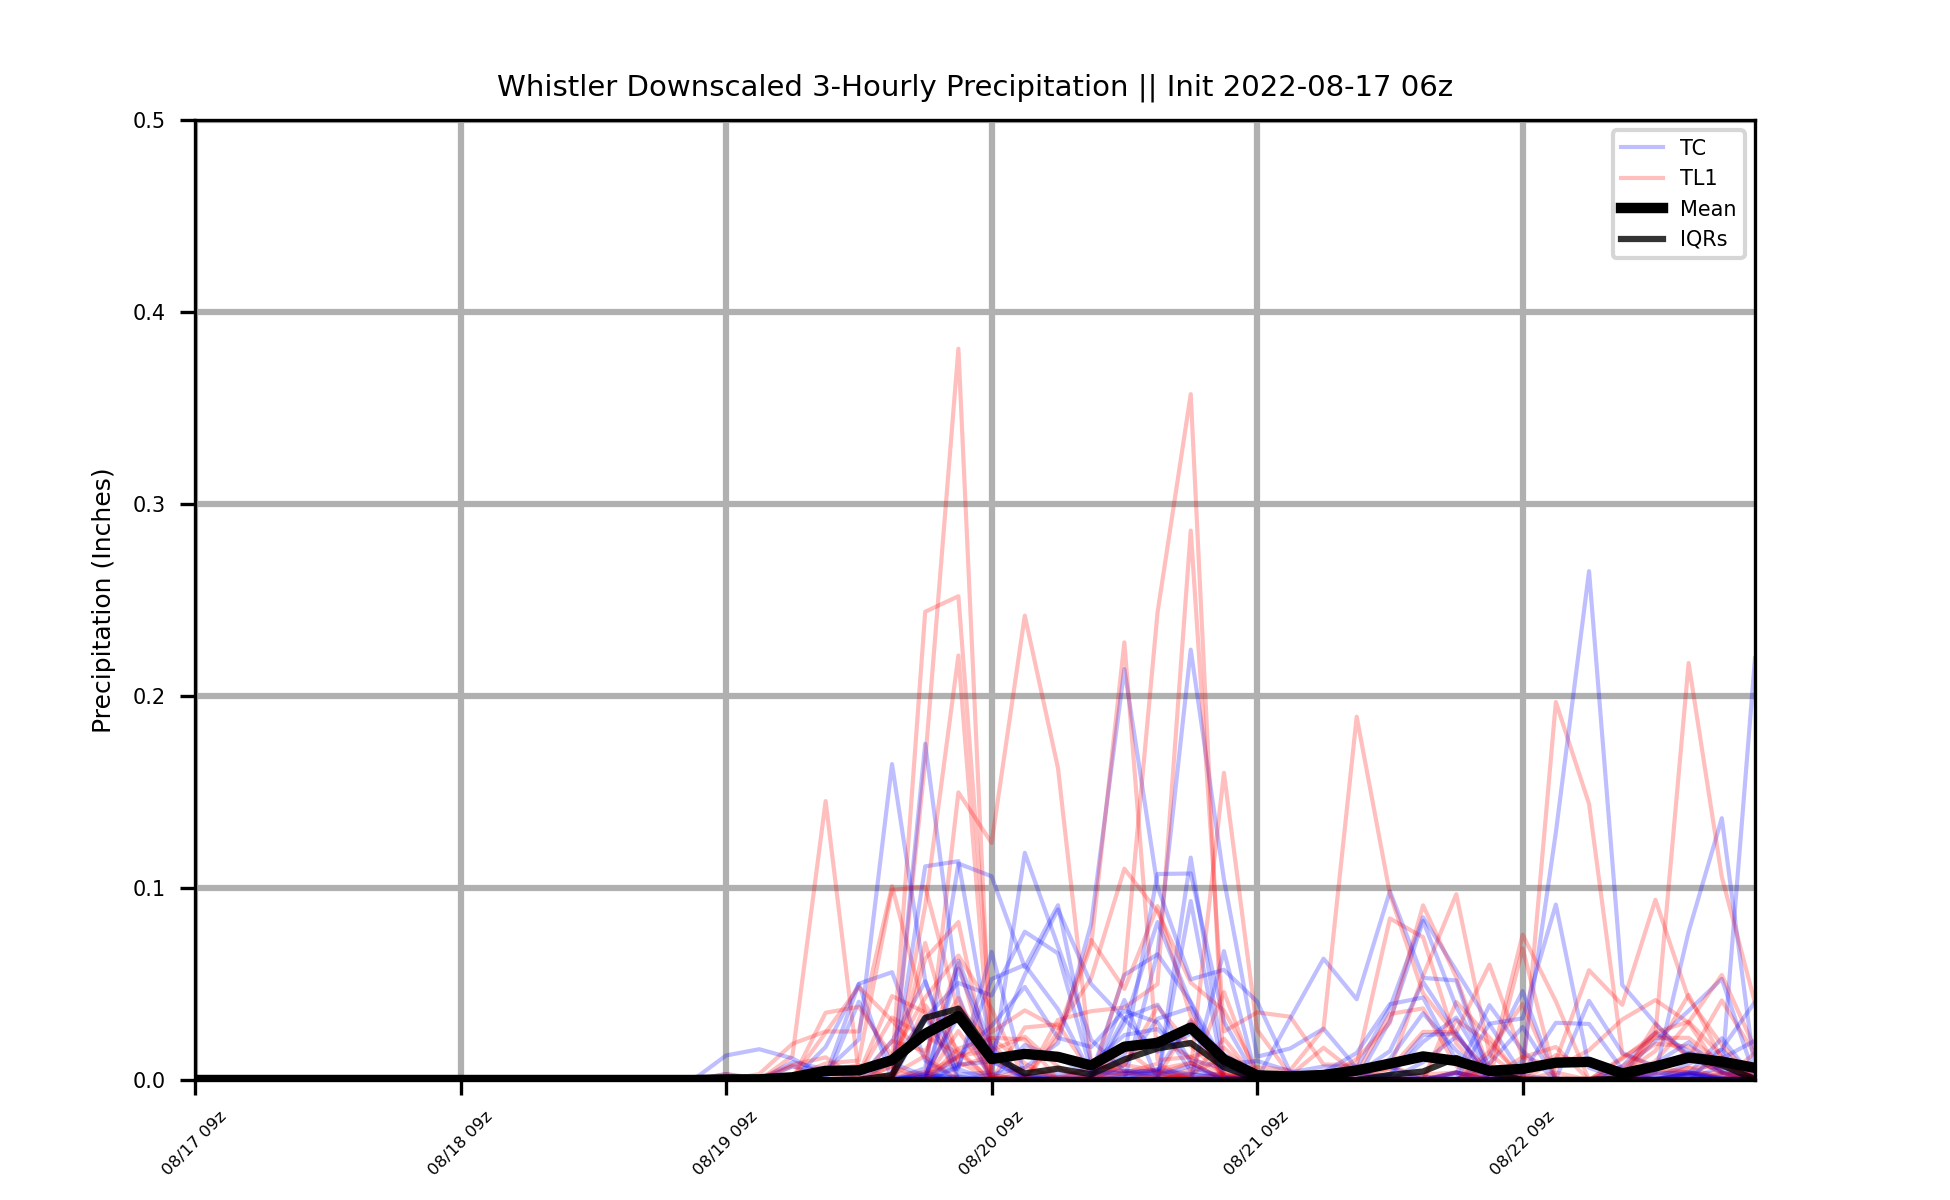 Whistler Downscaled 3-Hourly Precipitation || Init 2022-08-17 06z
0.5
0.4
0.3
0.2
0.1
0.0
Precipitation (Inches)
TC
TL1
Mean
IQRs
08/17 09z
08/18 09z
08/19 09z
08/20 09z
08/21 09z
08/22 09z